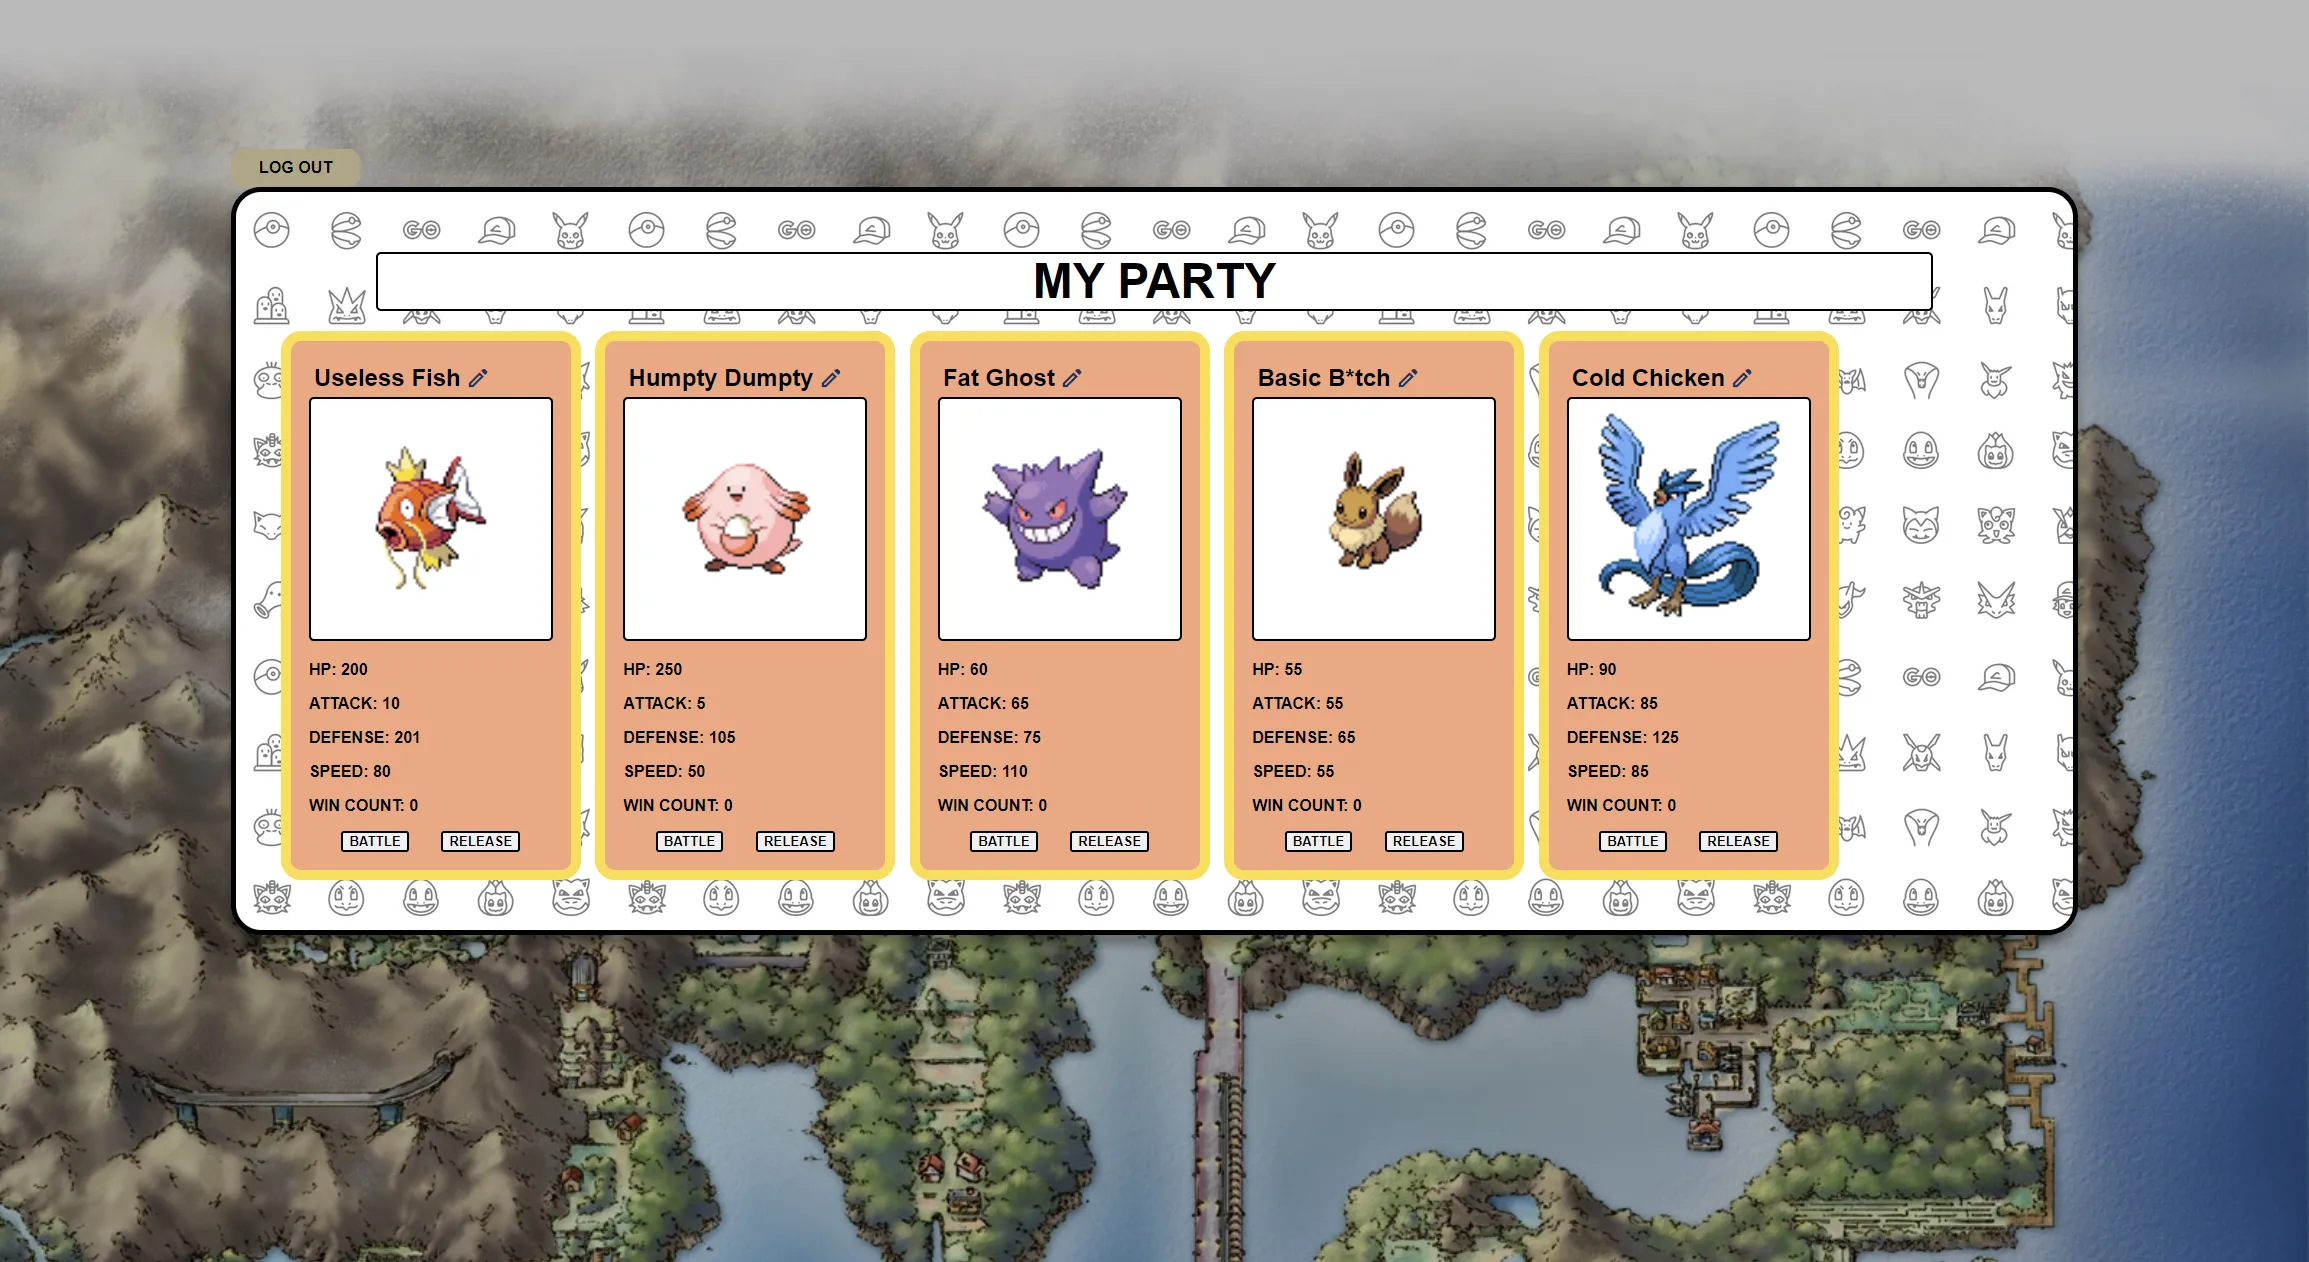 LOG OUT
MY PARTY
Useless Fish
HP: 200
ATTACK: 10
DEFENSE: 201
SPEED: 80
WIN COUNT: 0
BATTLE RELEASE
Humpty Dumpty
HP: 250
ATTACK: 5
DEFENSE: 105
SPEED: 50
WIN COUNT: 0
BATTLE RELEASE
Fat Ghost
HP: 60
ATTACK: 65
DEFENSE: 75
SPEED: 110
WIN COUNT: 0
BATTLE RELEASE
Basic B*tch
HP: 55
ATTACK: 55
DEFENSE: 65
SPEED: 55
WIN COUNT: 0
BATTLE RELEASE
Cold Chicken
HP: 90
ATTACK: 85
DEFENSE: 125
SPEED: 85
WIN COUNT: 0
BATTLE RELEASE